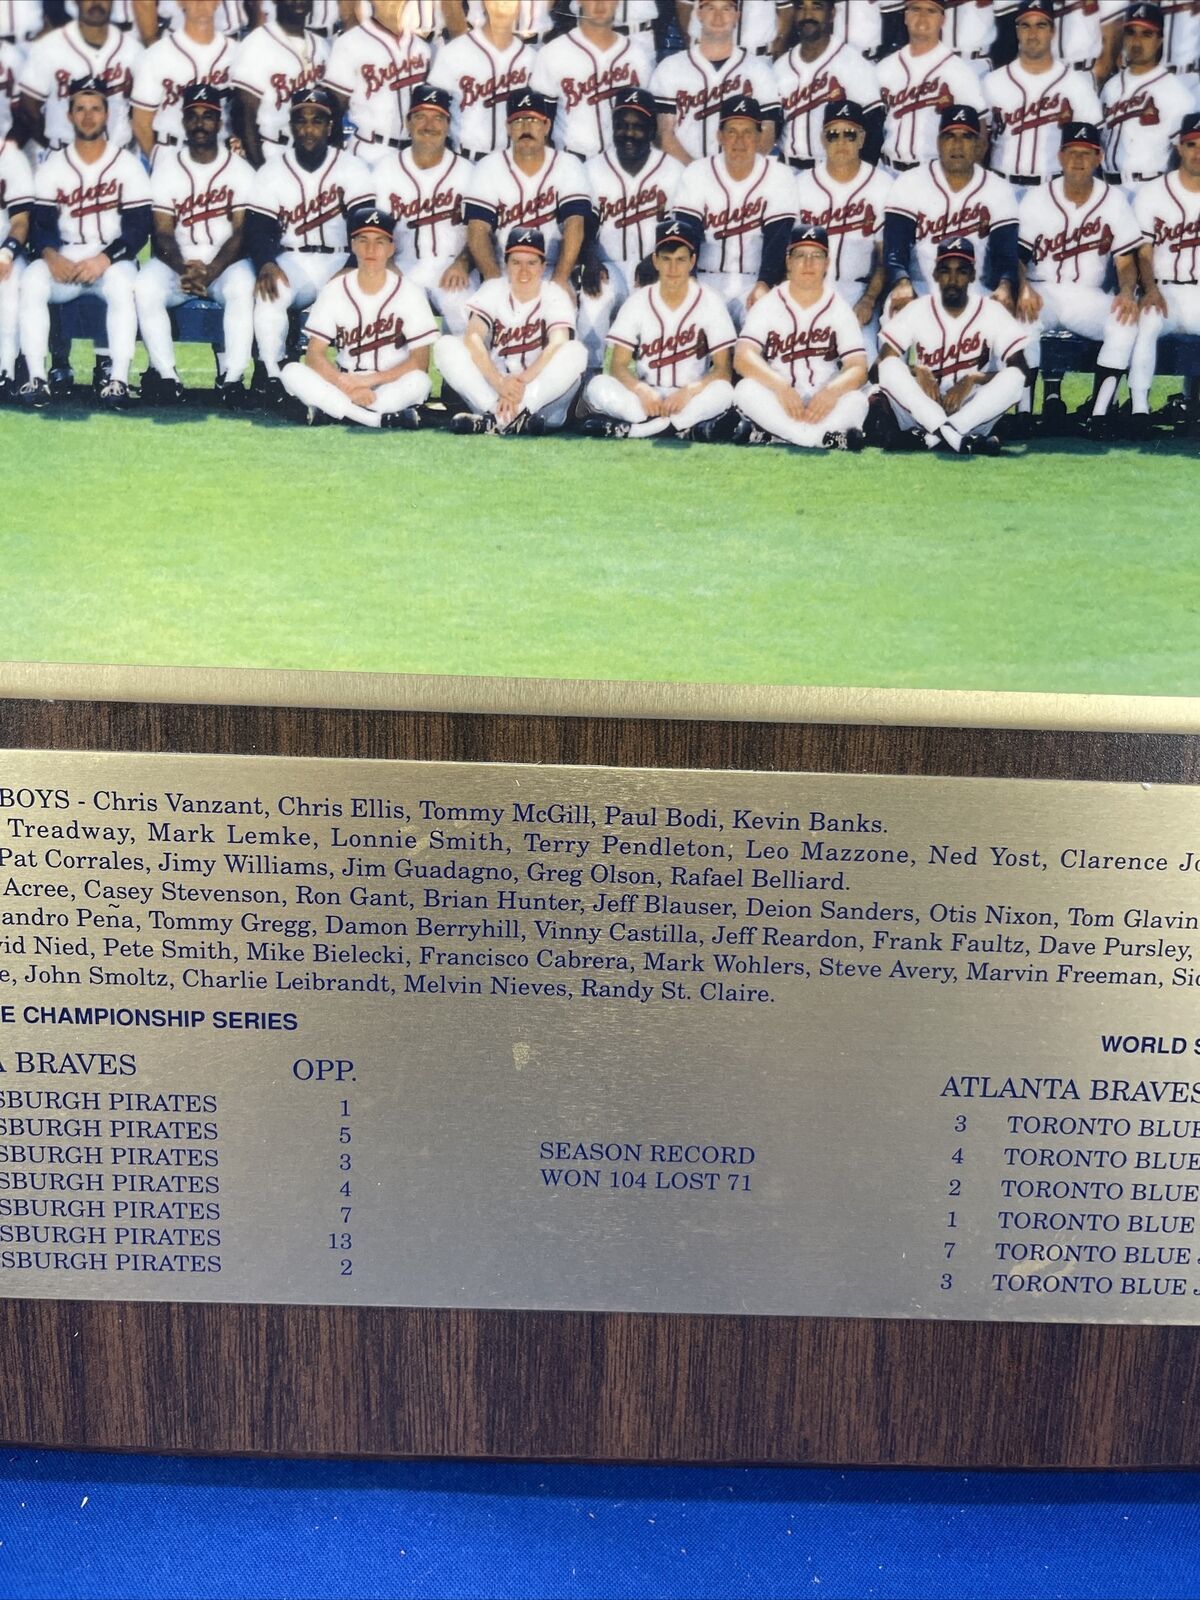 BOYS - Chris Vanzant, Chris Ellis, Tommy McGill, Paul Bodi, Kevin Banks.
Treadway, Mark Lemke, Lonnie Smith, Terry Pendleton, Leo Mazzone, Ned Yost, Clarence Jo
Pat Corrales, Jimy Williams, Jim Guadagno, Greg Olson, Rafael Belliard.
Acree, Casey Stevenson, Ron Gant, Brian Hunter, Jeff Blauser, Deion Sanders, Otis Nixon, Tom Glavin
andro Peña, Tommy Gregg, Damon Berryhill, Vinny Castilla, Jeff Reardon, Frank Faultz, Dave Pursley,
vid Nied, Pete Smith, Mike Bielecki, Francisco Cabrera, Mark Wohlers, Steve Avery, Marvin Freeman, Sid
e, John Smoltz, Charlie Leibrandt, Melvin Nieves, Randy St. Claire.
E CHAMPIONSHIP SERIES
A BRAVES OPP.
SBURGH PIRATES 1
SBURGH PIRATES 5
SBURGH PIRATES 3
SBURGH PIRATES 4
SBURGH PIRATES 7
SBURGH PIRATES 13
SBURGH PIRATES 2
SEASON RECORD
WON 104 LOST 71
WORLD S
ATLANTA BRAVES
3 TORONTO BLUE
4 TORONTO BLUE
2 TORONTO BLUE
1 TORONTO BLUE
7 TORONTO BLUE J
3 TORONTO BLUE J